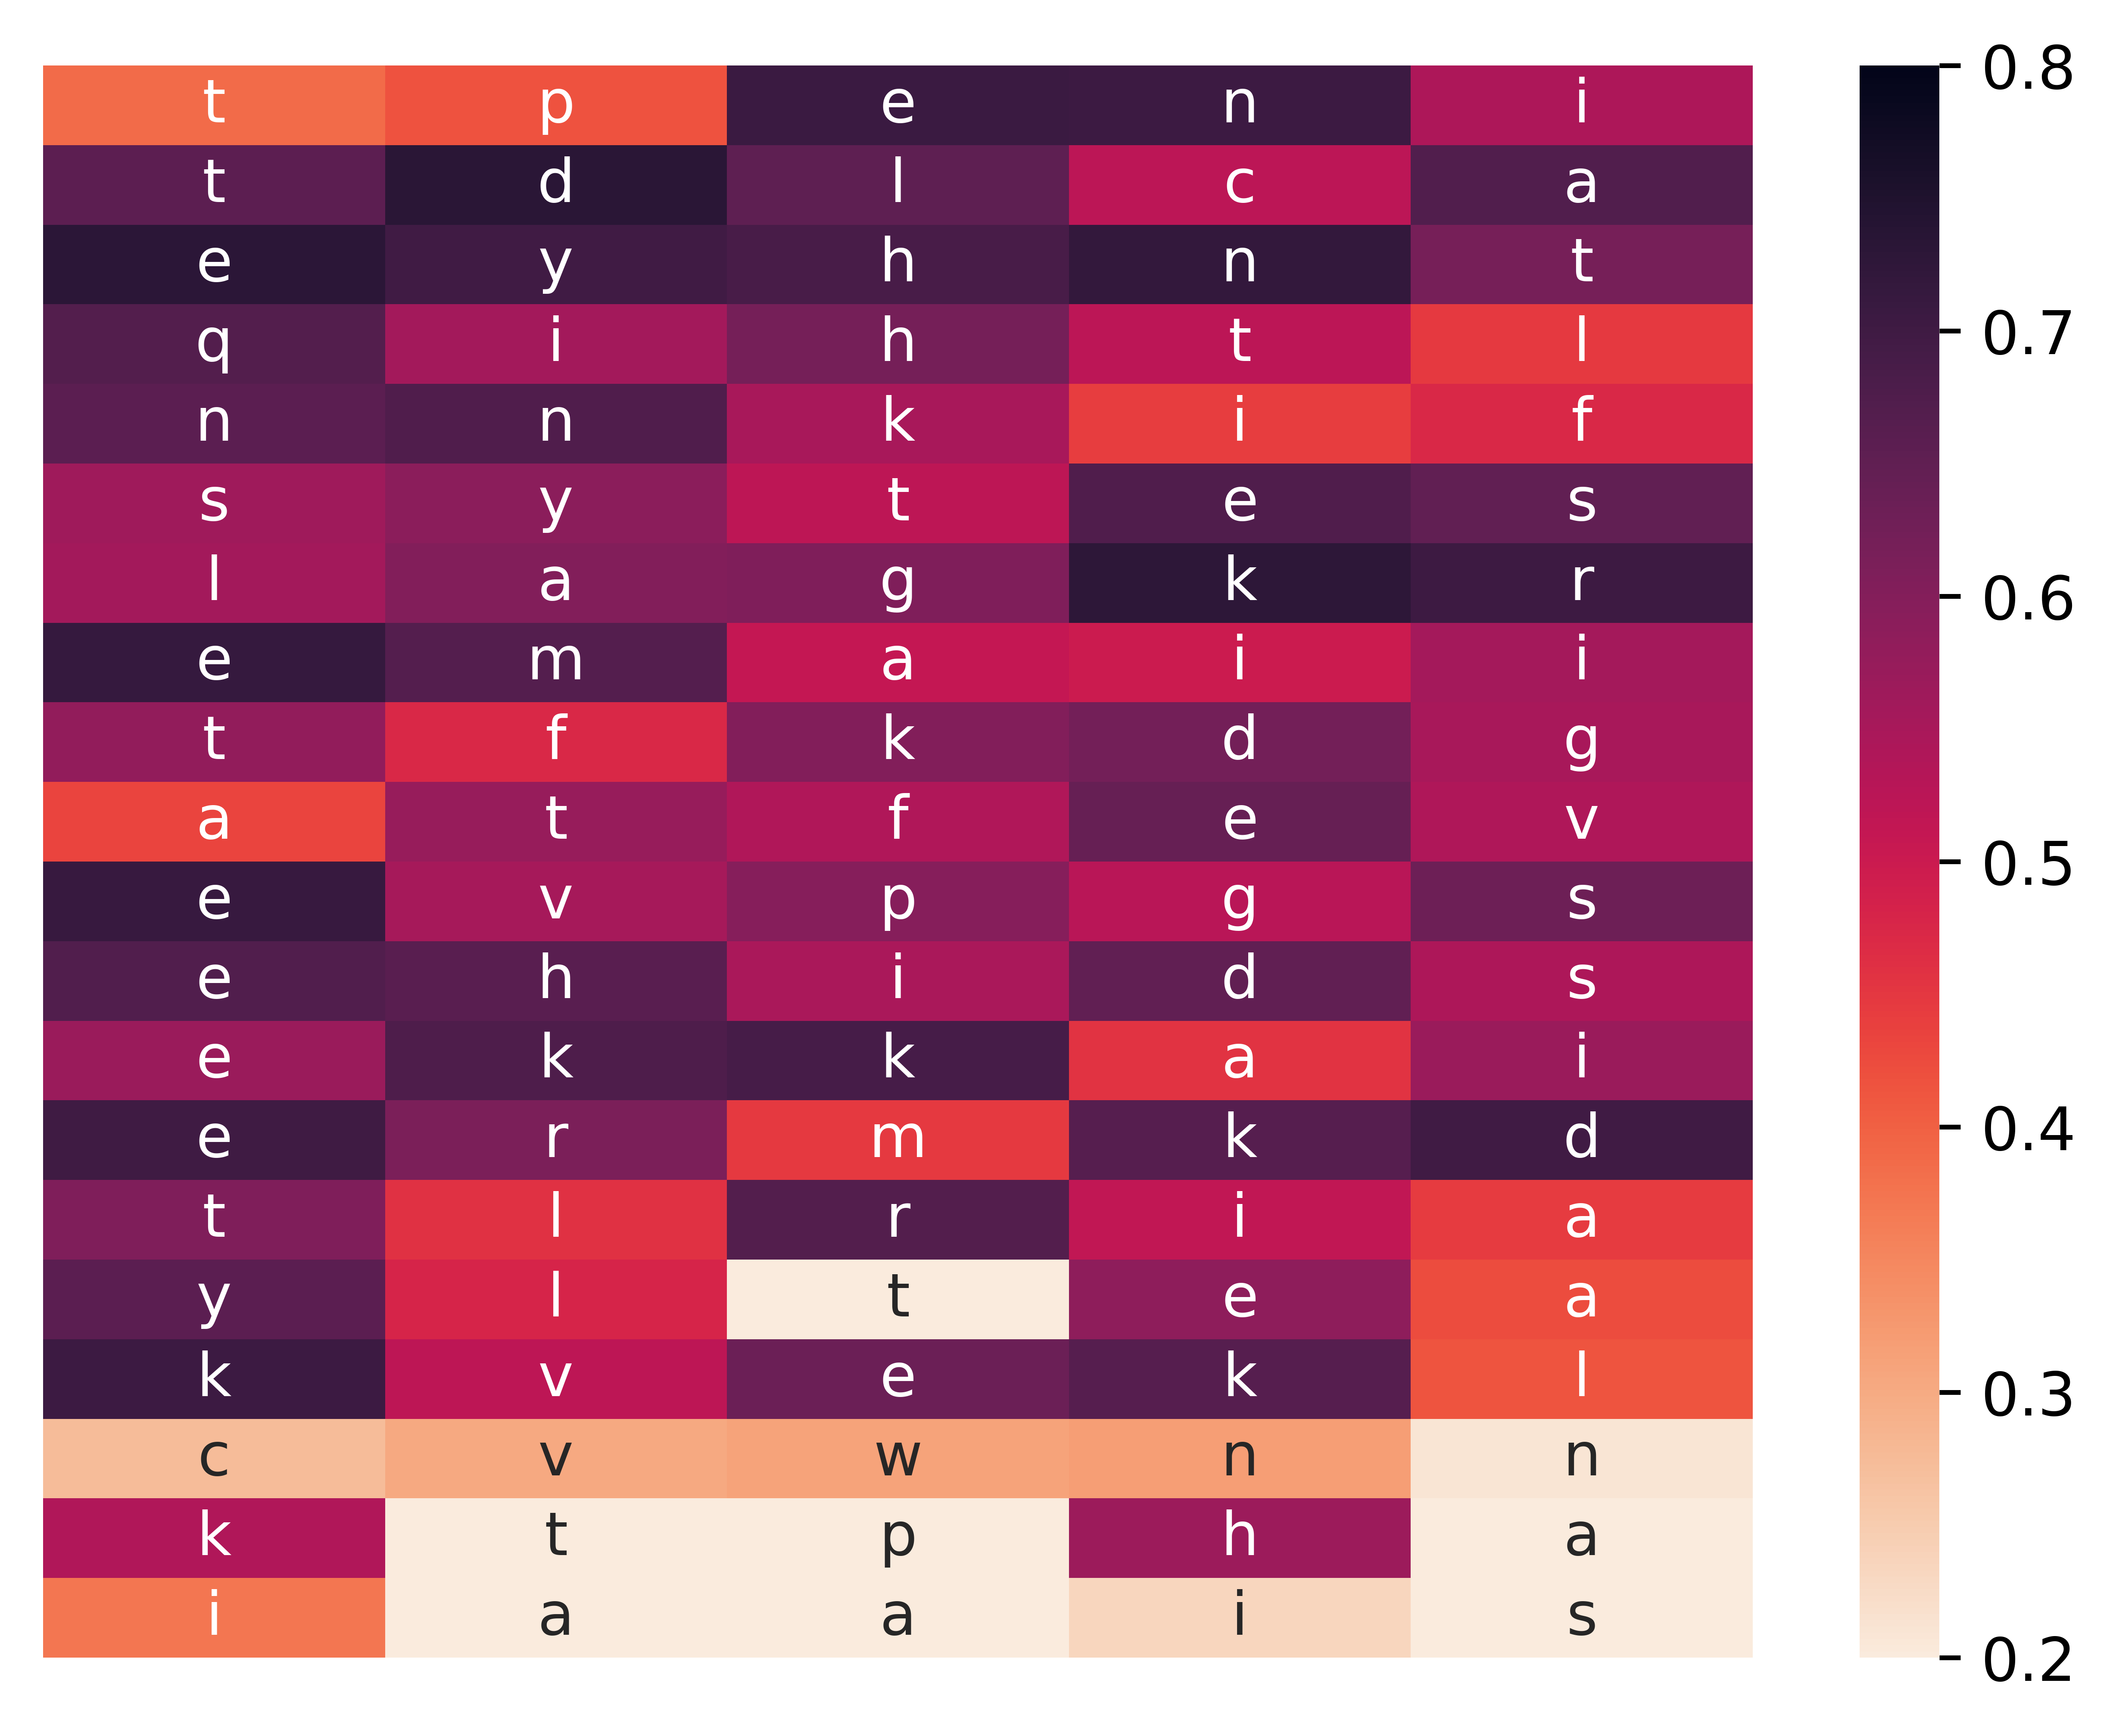 t p e n i
t d l c a
e y h n t
q i h t l
n n k i f
s y t e s
l a g k r
e m a i i
t f k d g
a t f e v
e v p g s
e h i d s
e k k a i
e r m k d
t l r i a
y l t e a
k v e k l
c v w n n
k t p h a
i a a i s
0.8
0.7
0.6
0.5
0.4
0.3
0.2